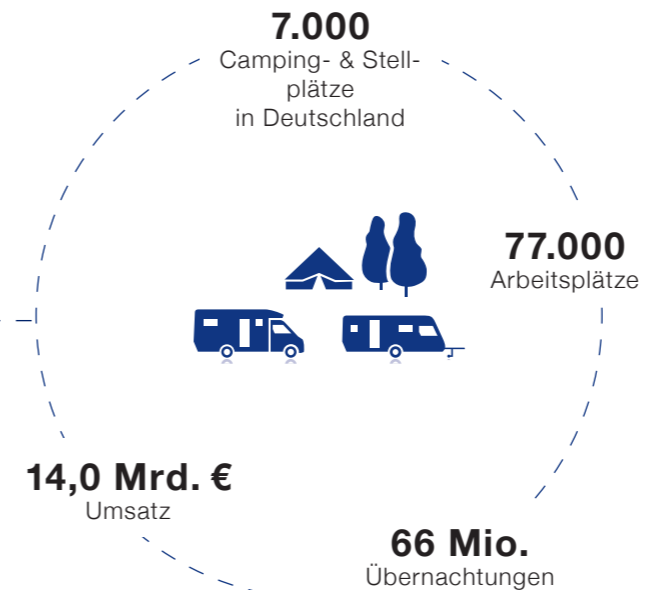 7.000
Camping- & Stell-
plätze
in Deutschland
77.000
Arbeitsplätze
14,0 Mrd. €
Umsatz
66 Mio.
Übernachtungen